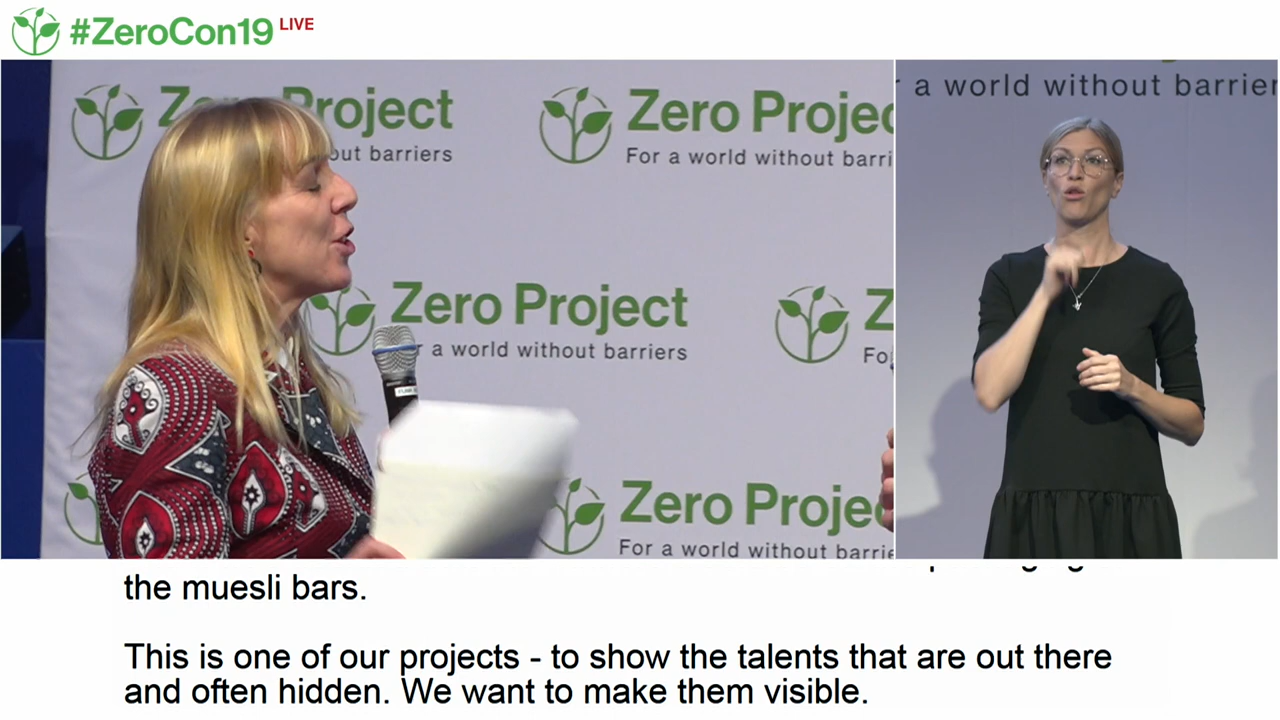 #ZeroCon19 LIVE
Zero Project
out barriers
Zero Projec
For a world without barri
a world without barrier
Zero Project
r a world without barriers
Z
Fo
Zero Projec
For a world without barrie
the muesli bars.
This is one of our projects - to show the talents that are out there
and often hidden. We want to make them visible.